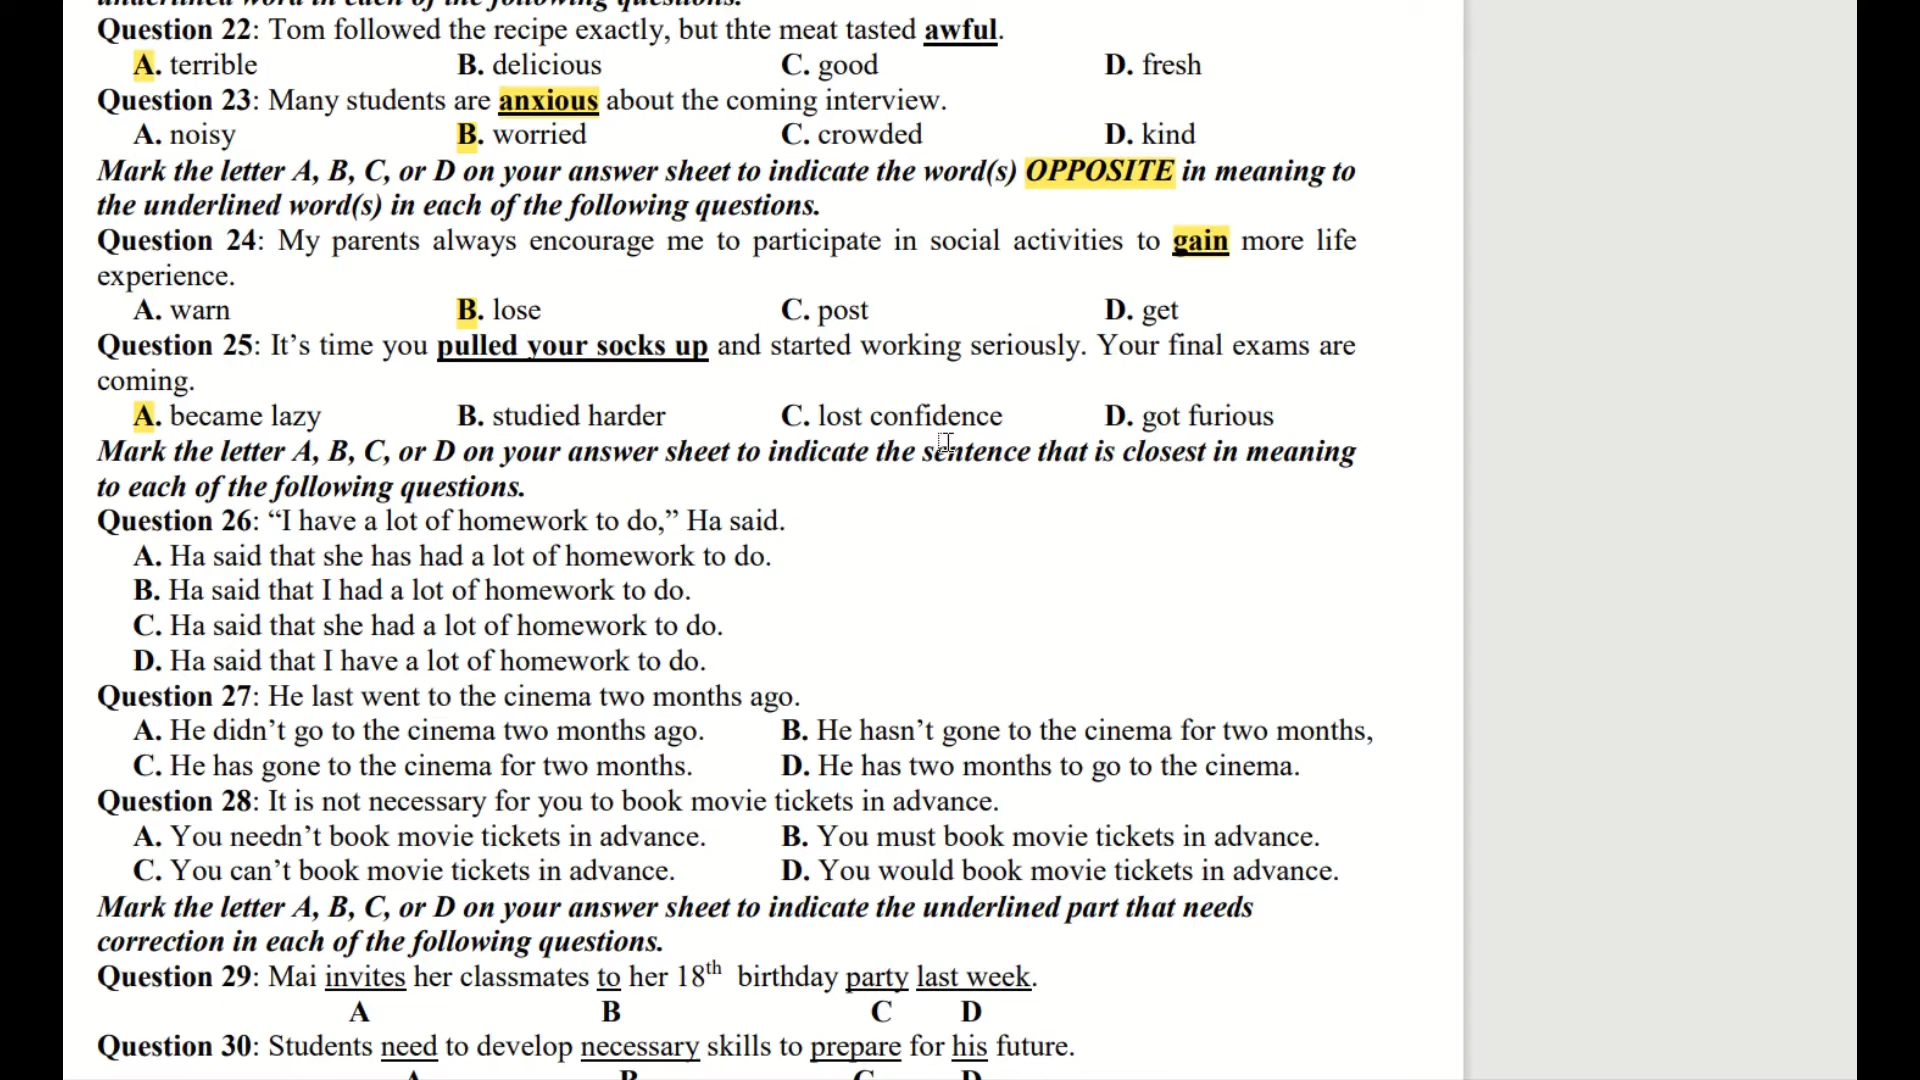 underlined word in each of the following questions.
Question 22: Tom followed the recipe exactly, but thte meat tasted awful.
A. terrible B. delicious C. good D. fresh
Question 23: Many students are anxious about the coming interview.
A. noisy B. worried C. crowded D. kind
Mark the letter A, B, C, or D on your answer sheet to indicate the word(s) OPPOSITE in meaning to
the underlined word(s) in each of the following questions.
Question 24: My parents always encourage me to participate in social activities to gain more life
experience.
A. warn B. lose C. post D. get
Question 25: It’s time you pulled your socks up and started working seriously. Your final exams are
coming.
A. became lazy B. studied harder C. lost confidence D. got furious
Mark the letter A, B, C, or D on your answer sheet to indicate the sentence that is closest in meaning
to each of the following questions.
Question 26: “I have a lot of homework to do,” Ha said.
A. Ha said that she has had a lot of homework to do.
B. Ha said that I had a lot of homework to do.
C. Ha said that she had a lot of homework to do.
D. Ha said that I have a lot of homework to do.
Question 27: He last went to the cinema two months ago.
A. He didn’t go to the cinema two months ago. B. He hasn’t gone to the cinema for two months,
C. He has gone to the cinema for two months. D. He has two months to go to the cinema.
Question 28: It is not necessary for you to book movie tickets in advance.
A. You needn’t book movie tickets in advance. B. You must book movie tickets in advance.
C. You can’t book movie tickets in advance. D. You would book movie tickets in advance.
Mark the letter A, B, C, or D on your answer sheet to indicate the underlined part that needs
correction in each of the following questions.
Question 29: Mai invites her classmates to her 18th birthday party last week.
A B C D
Question 30: Students need to develop necessary skills to prepare for his future.
A B C D